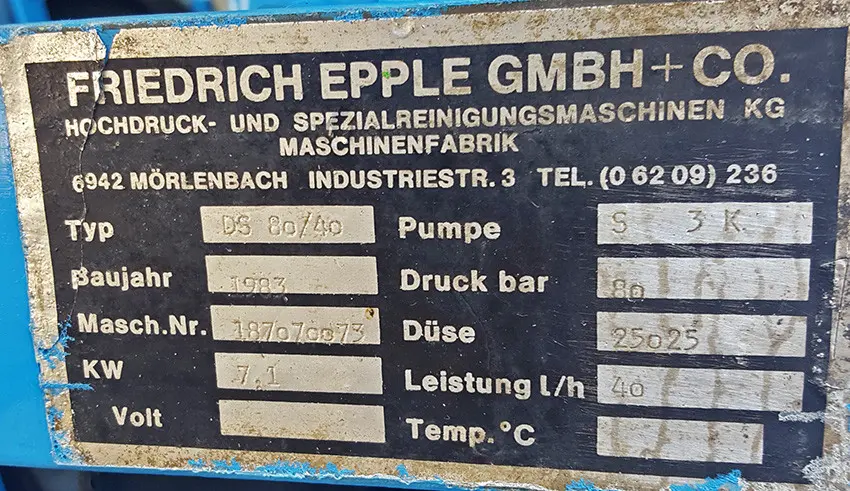 FRIEDRICH EPPLE GMBH+CO.
HOCHDRUCK- UND SPEZIALREINIGUNGSMASCHINEN KG
MASCHINENFABRIK
6942 MÖRLENBACH INDUSTRIESTR. 3 TEL. (0 62 09) 236
Typ DS 80/40 Pumpe S 3 K
Baujahr 1983 Druck bar 80
Masch.Nr. 187070073 Düse 25025
KW 7,1 Leistung l/h 40
Volt Temp. °C